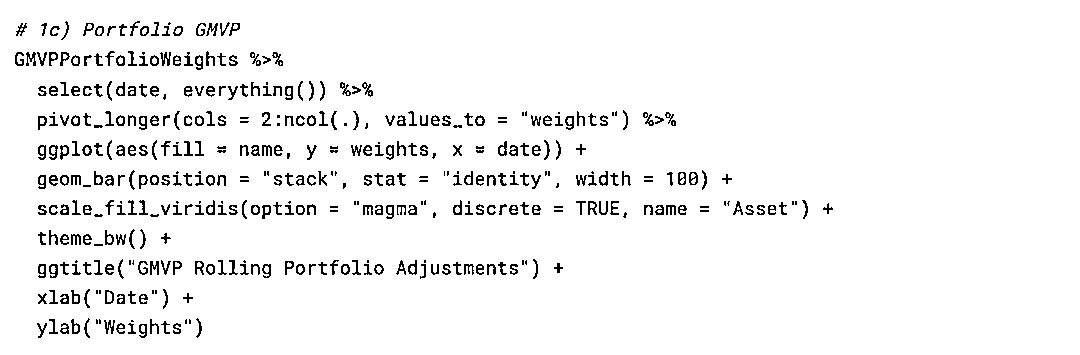 # 1c) Portfolio GMVP
GMVPPortfolioWeights %>%
  select(date, everything()) %>%
  pivot_longer(cols = 2:ncol(.), values_to = "weights") %>%
  ggplot(aes(fill = name, y = weights, x = date)) +
  geom_bar(position = "stack", stat = "identity", width = 100) +
  scale_fill_viridis(option = "magma", discrete = TRUE, name = "Asset") +
  theme_bw() +
  ggtitle("GMVP Rolling Portfolio Adjustments") +
  xlab("Date") +
  ylab("Weights")